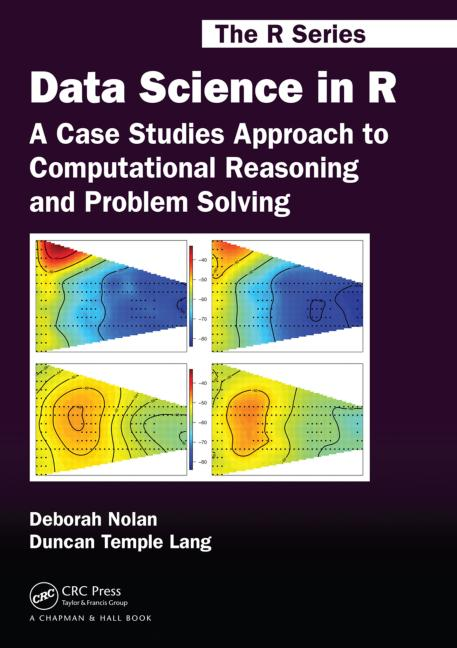 The R Series
Data Science in R
A Case Studies Approach to
Computational Reasoning
and Problem Solving
−40
−50
−60
−70
−80
−40
−50
−60
−70
−80
Deborah Nolan
Duncan Temple Lang
CRC
CRC Press
Taylor & Francis Group
A CHAPMAN & HALL BOOK